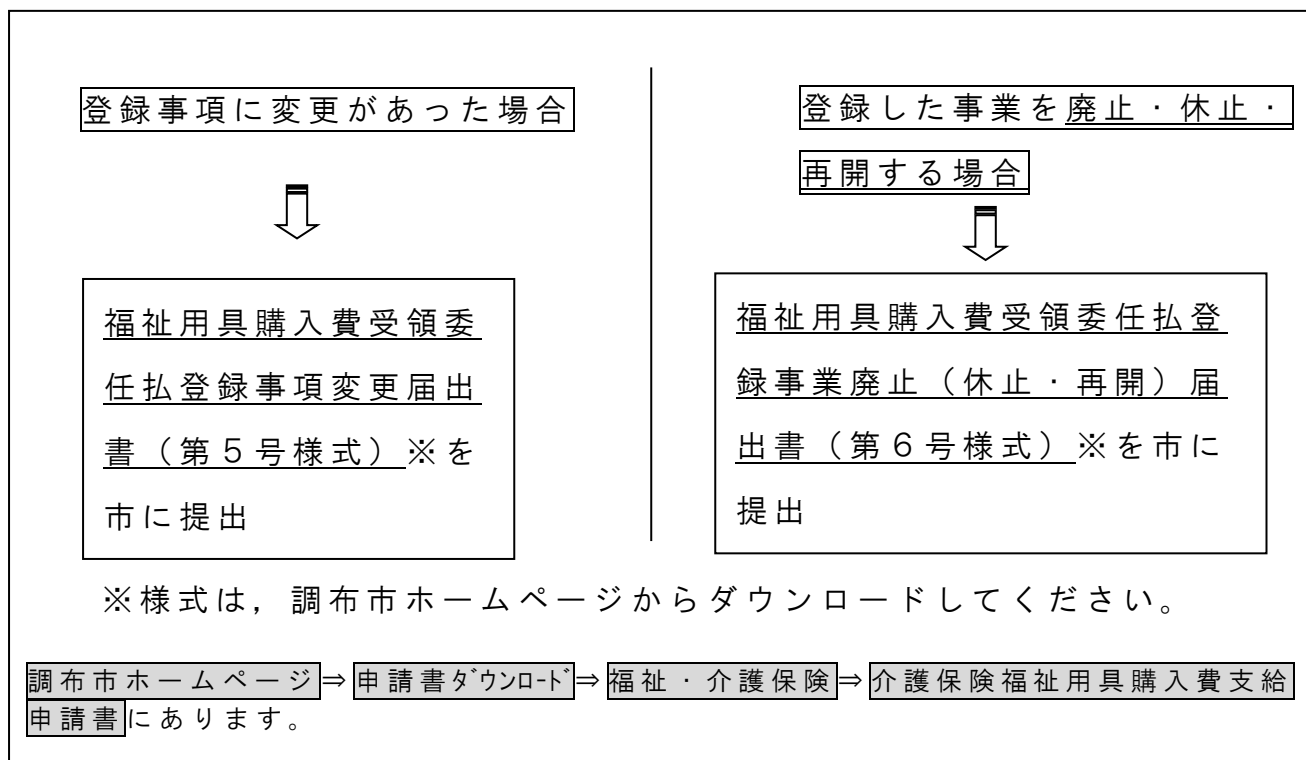 登録事項に変更があった場合
福祉用具購入費受領委
任払登録事項変更届出
書（第５号様式）※を
市に提出
登録した事業を廃止・休止・
再開する場合
福祉用具購入費受領委任払登
録事業廃止（休止・再開）届
出書（第６号様式）※を市に
提出
※様式は，調布市ホームページからダウンロードしてください。
調布市ホームページ⇒申請書ﾀﾞｳﾝﾛｰﾄﾞ⇒福祉・介護保険⇒介護保険福祉用具購入費支給
申請書にあります。